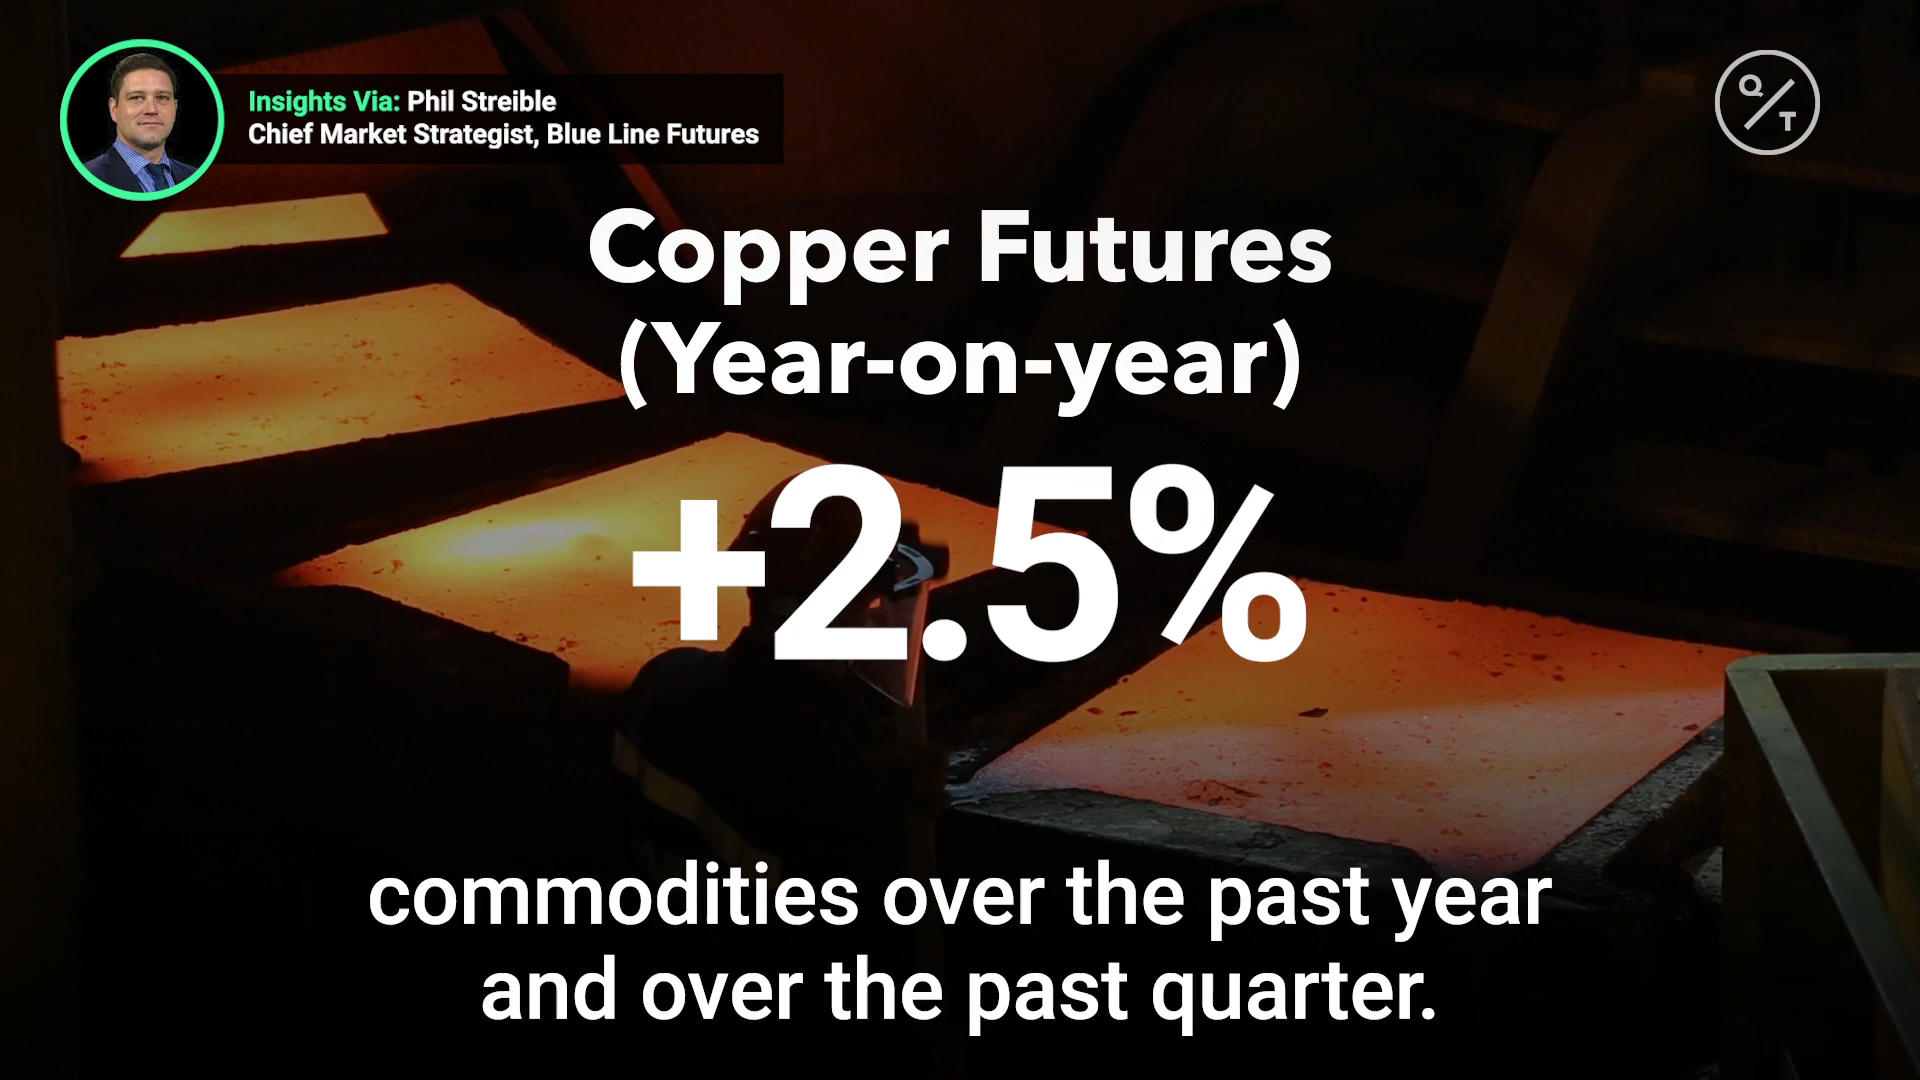 Insights Via: Phil Streible
Chief Market Strategist, Blue Line Futures
Q/T
Copper Futures
(Year-on-year)
+2.5%
commodities over the past year
and over the past quarter.